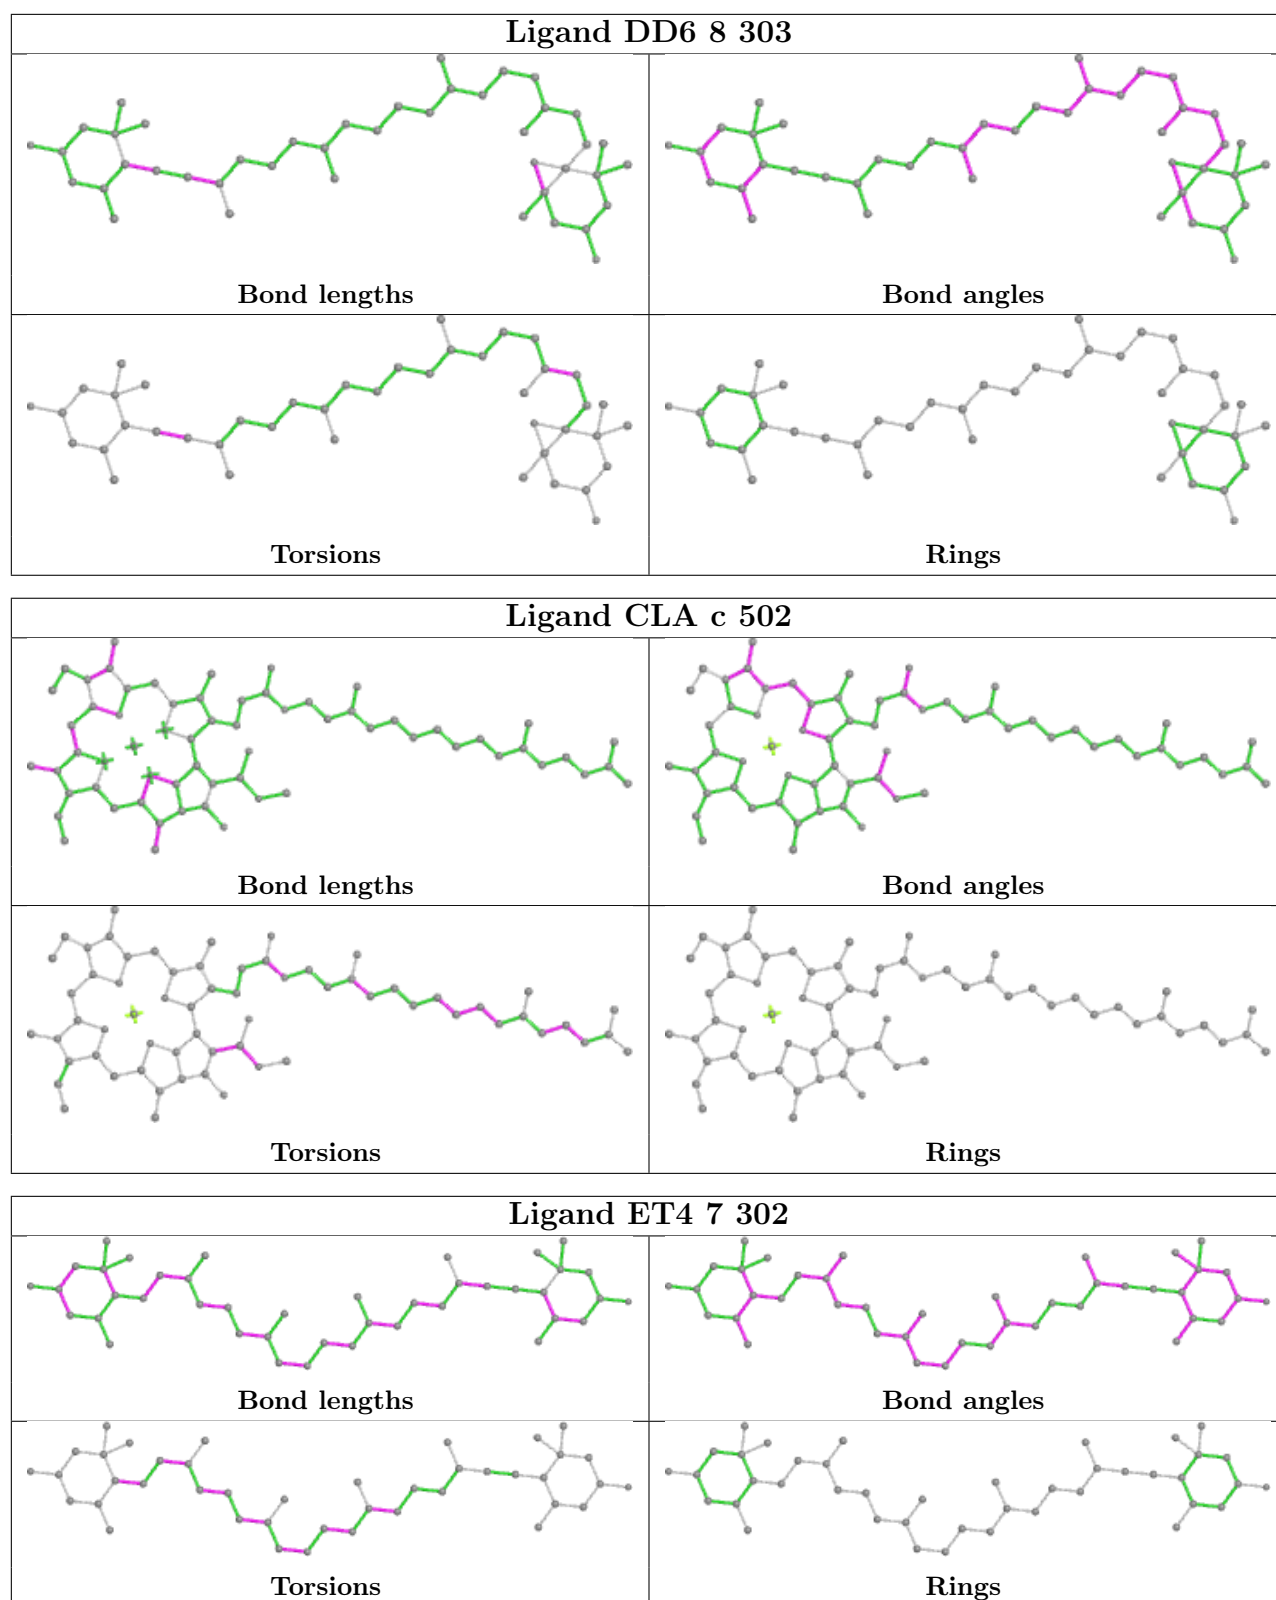 Ligand DD6 8 303
Bond lengths
Bond angles
Torsions
Rings
Ligand CLA c 502
Bond lengths
Bond angles
Torsions
Rings
Ligand ET4 7 302
Bond lengths
Bond angles
Torsions
Rings